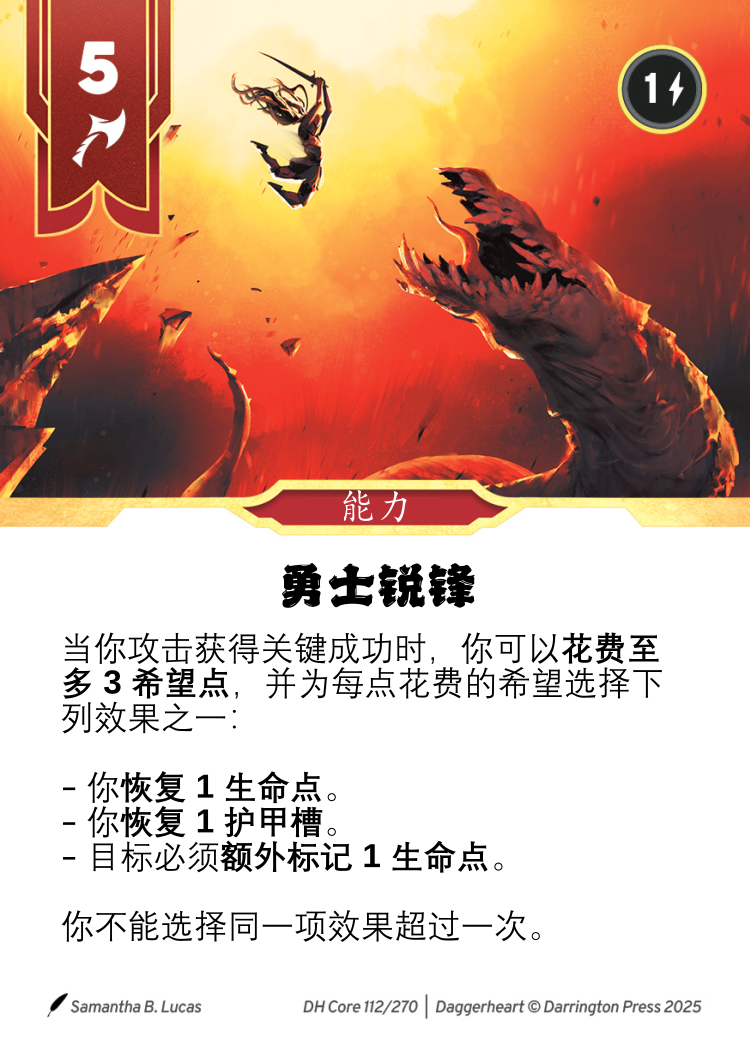 5
1
能力
勇士锐锋
当你攻击获得关键成功时，你可以花费至
多 3 希望点，并为每点花费的希望选择下
列效果之一：
- 你恢复 1 生命点。
- 你恢复 1 护甲槽。
- 目标必须额外标记 1 生命点。
你不能选择同一项效果超过一次。
Samantha B. Lucas
DH Core 112/270 | Daggerheart © Darrington Press 2025